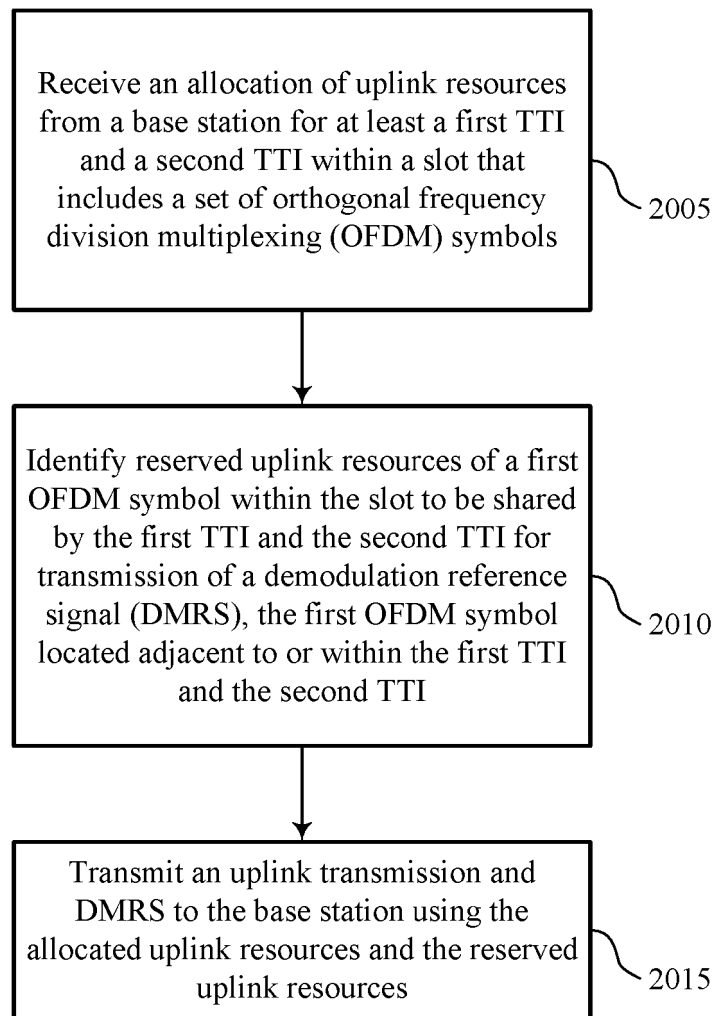 Receive an allocation of uplink resources
from a base station for at least a first TTI
and a second TTI within a slot that
includes a set of orthogonal frequency
division multiplexing (OFDM) symbols
2005
Identify reserved uplink resources of a first
OFDM symbol within the slot to be shared
by the first TTI and the second TTI for
transmission of a demodulation reference
signal (DMRS), the first OFDM symbol
located adjacent to or within the first TTI
and the second TTI
2010
Transmit an uplink transmission and
DMRS to the base station using the
allocated uplink resources and the reserved
uplink resources
2015